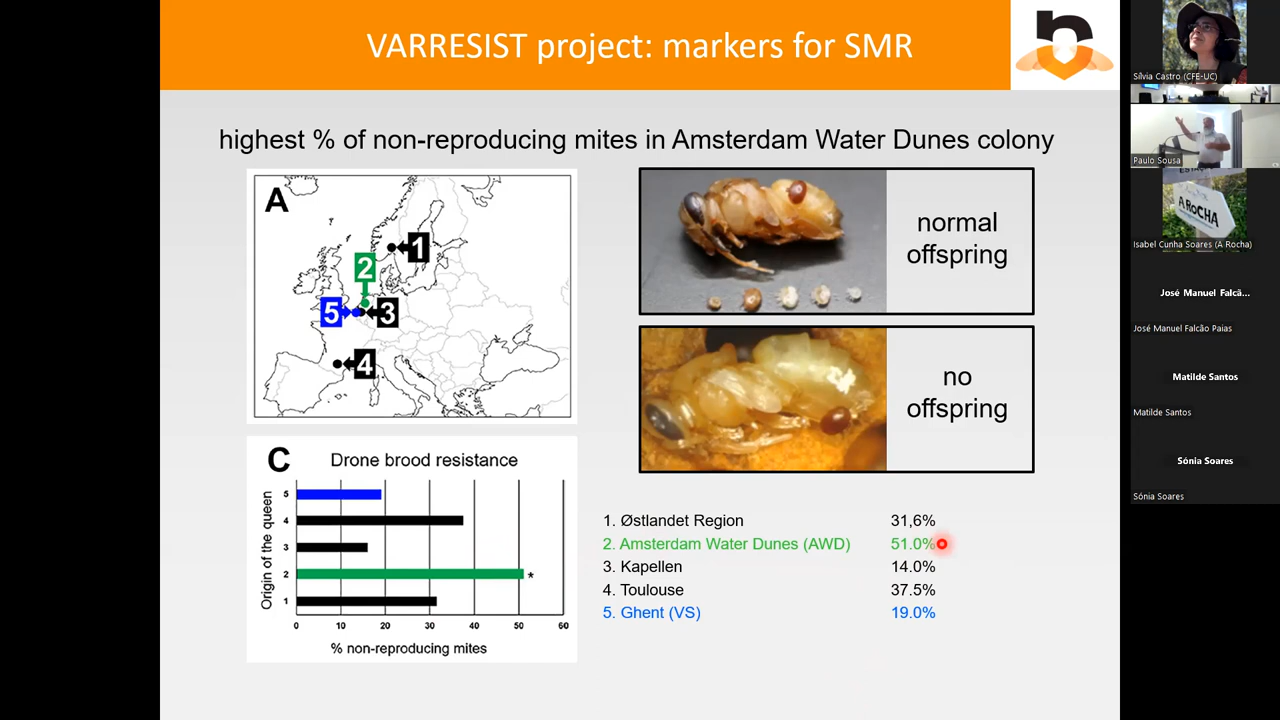 VARRESIST project: markers for SMR
highest % of non-reproducing mites in Amsterdam Water Dunes colony
A
1
2
5
3
4
normal
offspring
no
offspring
C
Drone brood resistance
Origin of the queen
5
4
3
2
1
*
0 10 20 30 40 50 60
% non-reproducing mites
1. Østlandet Region 31,6%
2. Amsterdam Water Dunes (AWD) 51.0%
3. Kapellen 14.0%
4. Toulouse 37.5%
5. Ghent (VS) 19.0%
Sílvia Castro (CFE-UC)
Paulo Sousa
A ROCHA
Isabel Cunha Soares (A Rocha)
José Manuel Falcã...
José Manuel Falcão Paias
Matilde Santos
Matilde Santos
Sónia Soares
Sónia Soares